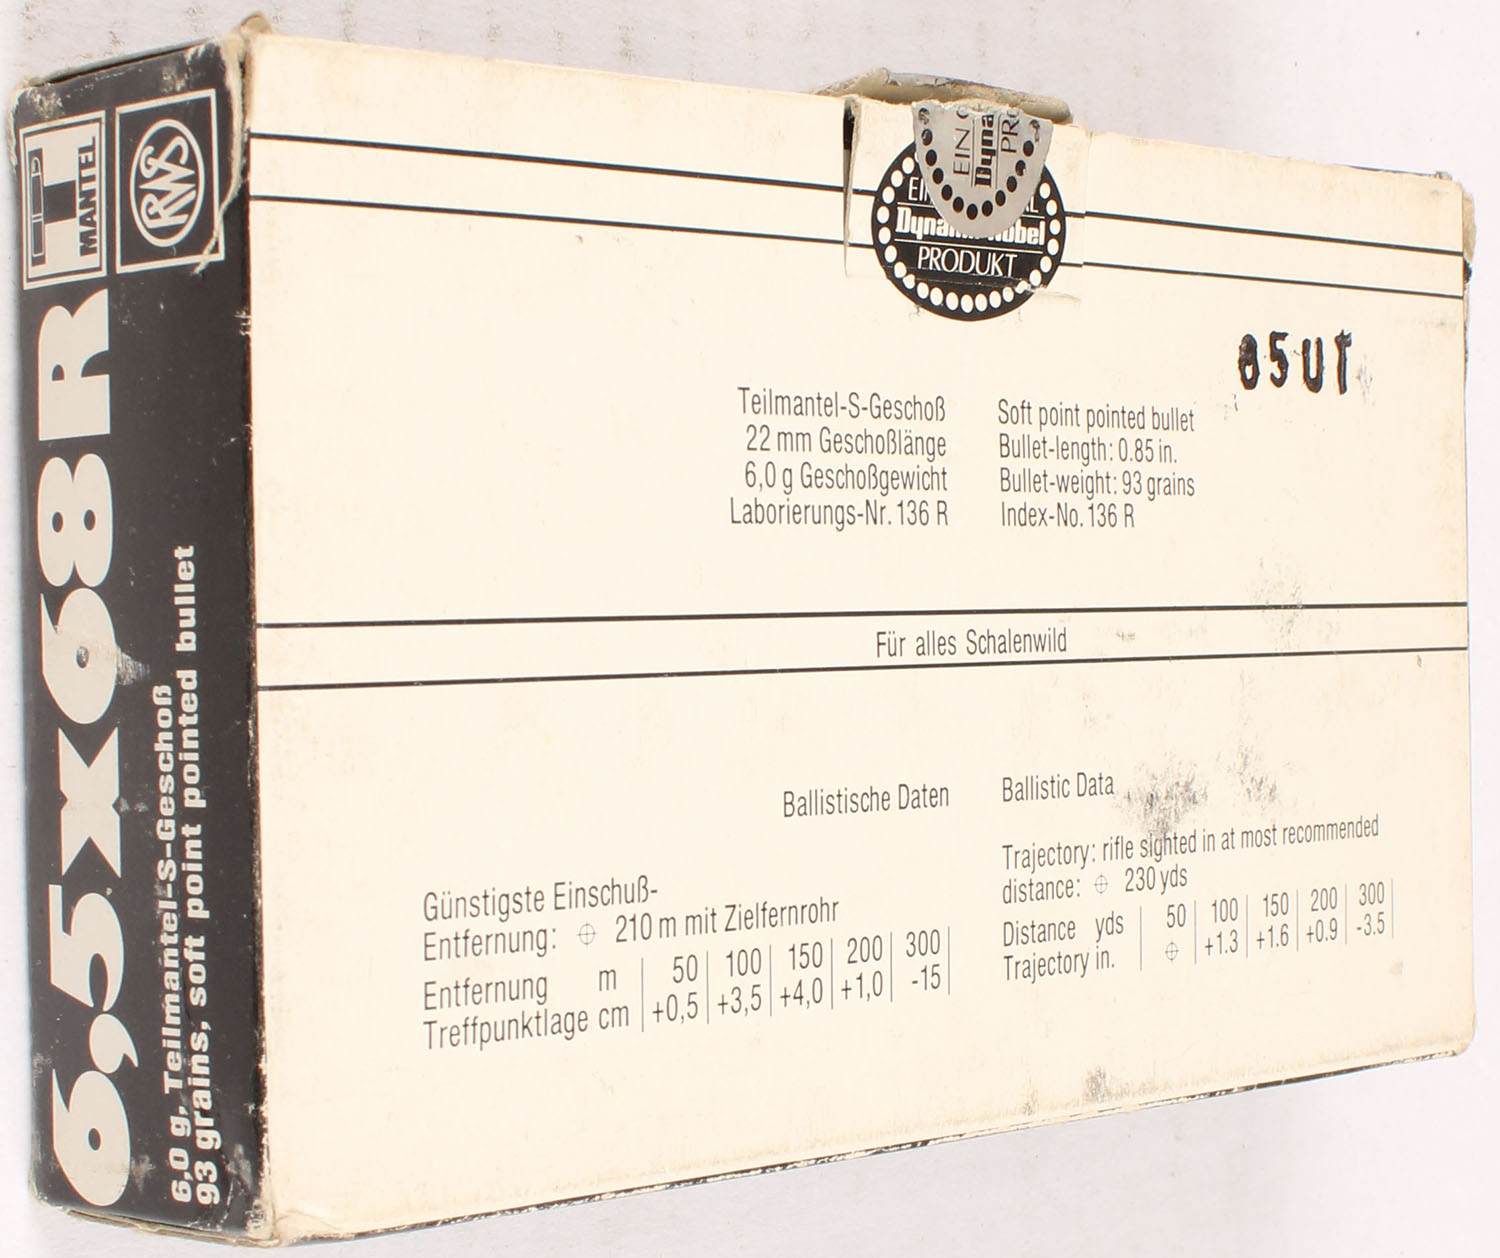 T
MANTEL
RWS
6,5x68R
6,0 g, Teilmantel-S-Geschoß
93 grains, soft point pointed bullet
EIN
Dyna
PRO
Dynamit Nobel
PRODUKT
85UT
Teilmantel-S-Geschoß
22 mm Geschoßlänge
6,0 g Geschoßgewicht
Laborierungs-Nr. 136 R
Soft point pointed bullet
Bullet-length: 0.85 in.
Bullet-weight: 93 grains
Index-No. 136 R
Für alles Schalenwild
Ballistische Daten
Günstigste Einschuß-
Entfernung: ⌖ 210 m mit Zielfernrohr
Entfernung m 50 100 150 200 300
Treffpunktlage cm +0,5 +3,5 +4,0 +1,0 -15
Ballistic Data
Trajectory: rifle sighted in at most recommended
distance: ⌖ 230 yds
Distance yds 50 100 150 200 300
Trajectory in. ⌖ +1.3 +1.6 +0.9 -3.5